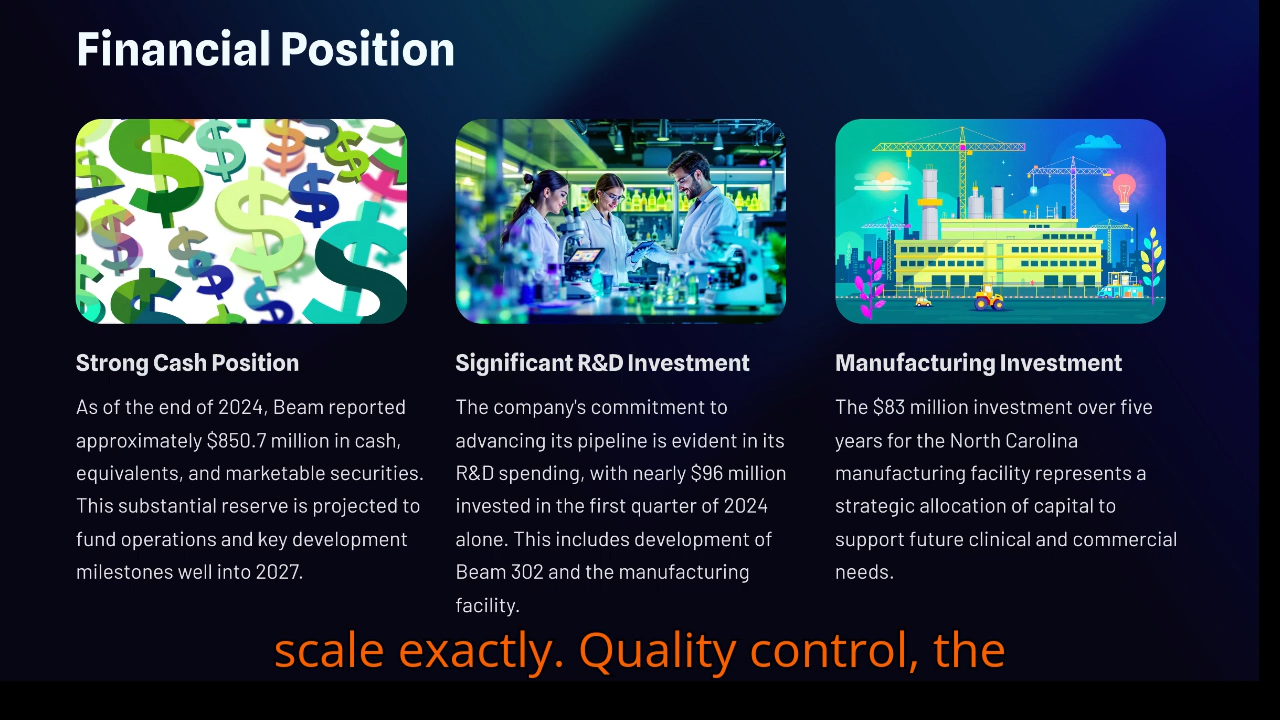 Financial Position
Strong Cash Position
As of the end of 2024, Beam reported
approximately $850.7 million in cash,
equivalents, and marketable securities.
This substantial reserve is projected to
fund operations and key development
milestones well into 2027.
Significant R&D Investment
The company's commitment to
advancing its pipeline is evident in its
R&D spending, with nearly $96 million
invested in the first quarter of 2024
alone. This includes development of
Beam 302 and the manufacturing
facility.
Manufacturing Investment
The $83 million investment over five
years for the North Carolina
manufacturing facility represents a
strategic allocation of capital to
support future clinical and commercial
needs.
scale exactly. Quality control, the